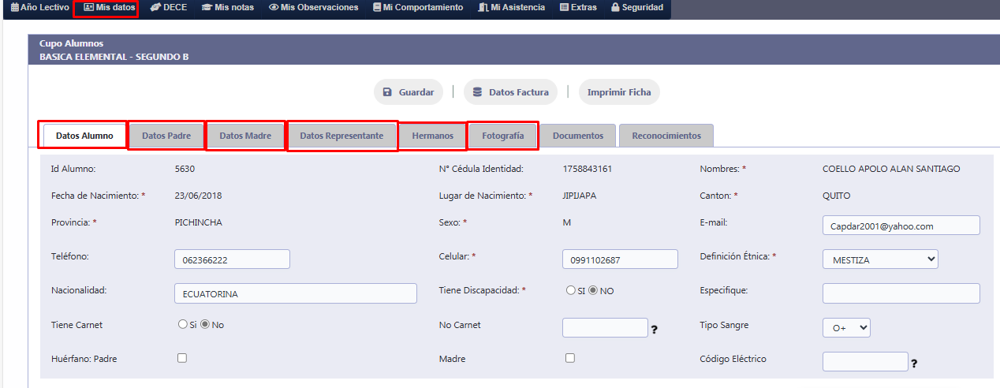 Año Lectivo Mis datos DECE Mis notas Mis Observaciones Mi Comportamiento Mi Asistencia Extras Seguridad
Cupo Alumnos
BASICA ELEMENTAL - SEGUNDO B
Guardar | Datos Factura | Imprimir Ficha
Datos Alumno Datos Padre Datos Madre Datos Representante Hermanos Fotografía Documentos Reconocimientos
Id Alumno: 5630 N° Cédula Identidad: 1758843161 Nombres: * COELLO APOLO ALAN SANTIAGO
Fecha de Nacimiento: * 23/06/2018 Lugar de Nacimiento: * JIPIJAPA Canton: * QUITO
Provincia: * PICHINCHA Sexo: * M E-mail: Capdar2001@yahoo.com
Teléfono: 062366222 Celular: * 0991102687 Definición Étnica: * MESTIZA
Nacionalidad: ECUATORINA Tiene Discapacidad: * SI NO Especifique:
Tiene Carnet Si No No Carnet ? Tipo Sangre O+
Huérfano: Padre Madre Código Eléctrico ?